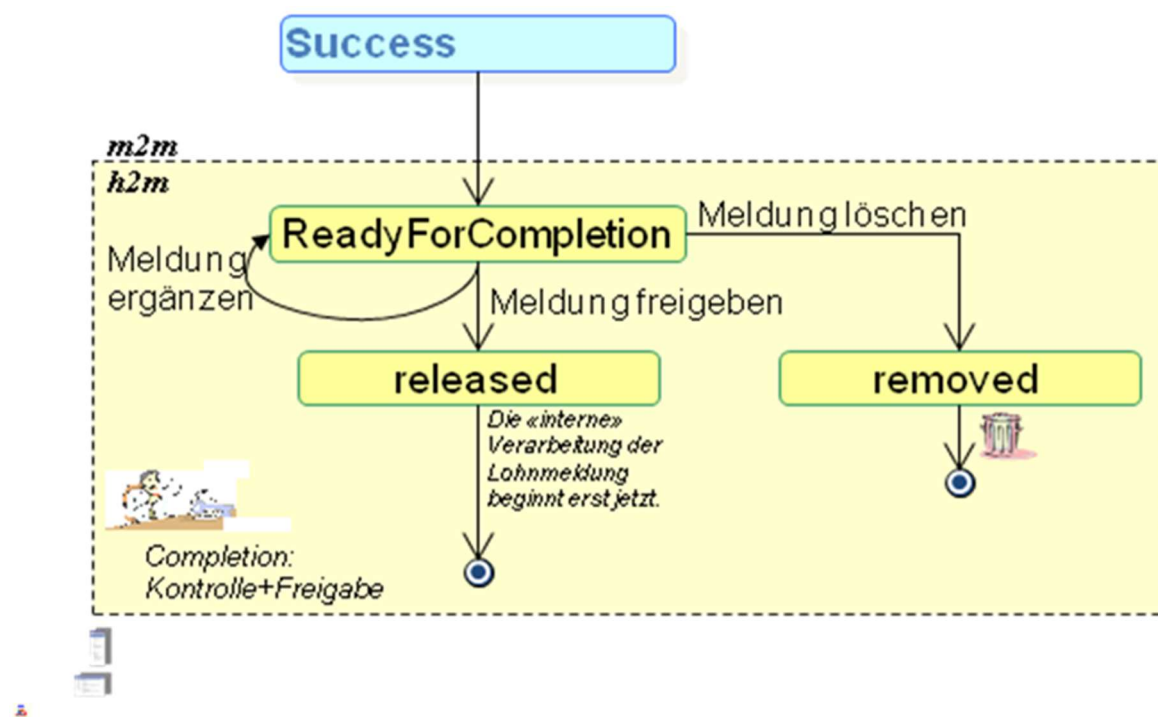 Success
m2m
h2m
ReadyForCompletion
Meldung löschen
Meldung
ergänzen
Meldung freigeben
released
removed
Die «interne»
Verarbeitung der
Lohnmeldung
beginnt erst jetzt.
Completion:
Kontrolle+Freigabe